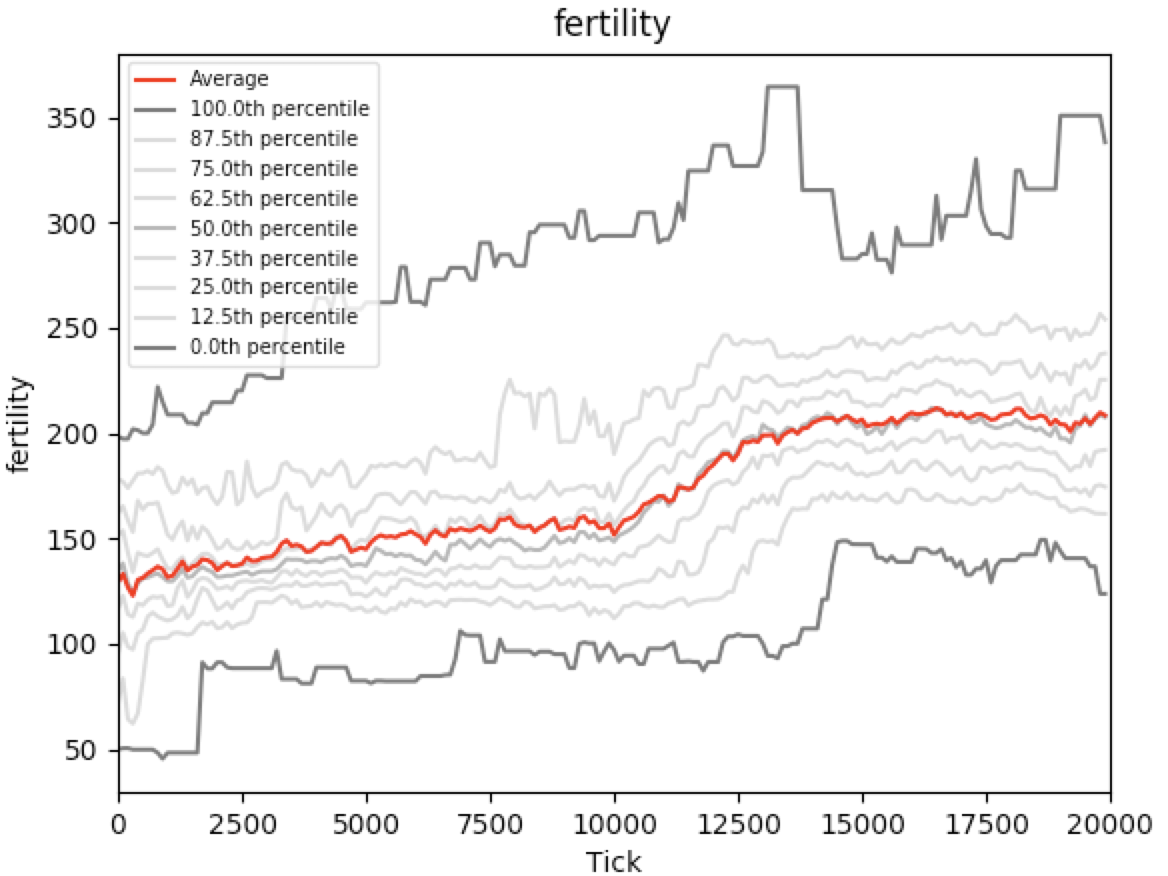 fertility
Average
100.0th percentile
87.5th percentile
75.0th percentile
62.5th percentile
50.0th percentile
37.5th percentile
25.0th percentile
12.5th percentile
0.0th percentile
350
300
250
200
150
100
50
fertility
0 2500 5000 7500 10000 12500 15000 17500 20000
Tick